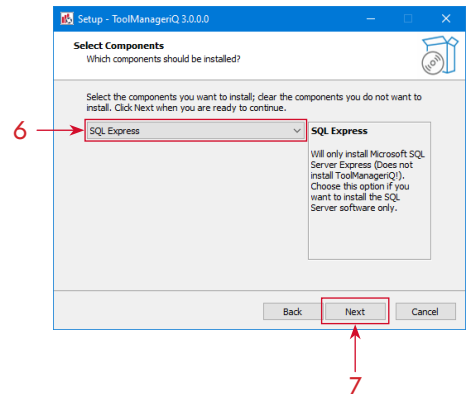 Setup - ToolManageriQ 3.0.0.0
Select Components
Which components should be installed?
Select the components you want to install; clear the components you do not want to
install. Click Next when you are ready to continue.
6
SQL Express
SQL Express
Will only install Microsoft SQL
Server Express (Does not
install ToolManageriQ!).
Choose this option if you
want to install the SQL
Server software only.
Back
Next
Cancel
7